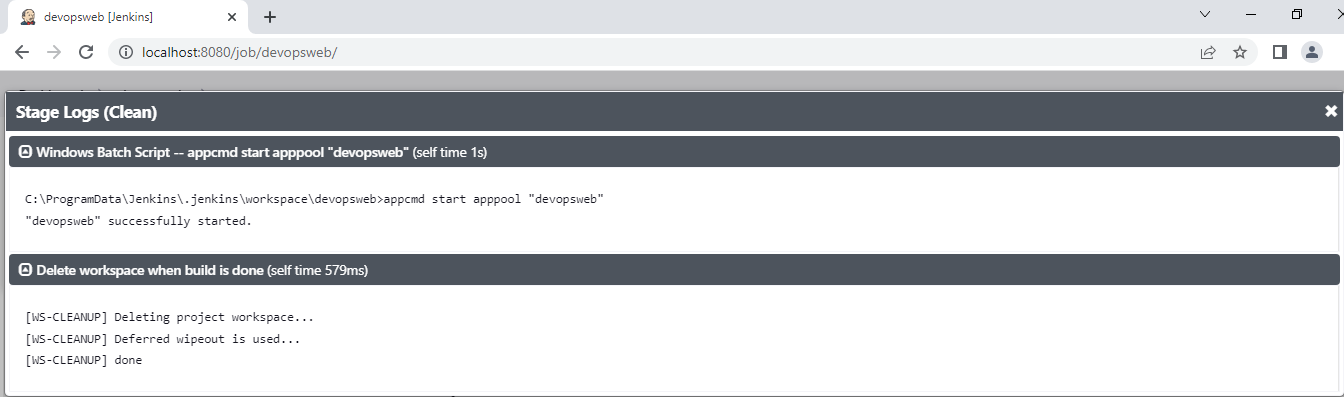 devopsweb [Jenkins]
localhost:8080/job/devopsweb/
Stage Logs (Clean)
Windows Batch Script -- appcmd start apppool "devopsweb" (self time 1s)
C:\ProgramData\Jenkins\.jenkins\workspace\devopsweb>appcmd start apppool "devopsweb"
"devopsweb" successfully started.
Delete workspace when build is done (self time 579ms)
[WS-CLEANUP] Deleting project workspace...
[WS-CLEANUP] Deferred wipeout is used...
[WS-CLEANUP] done